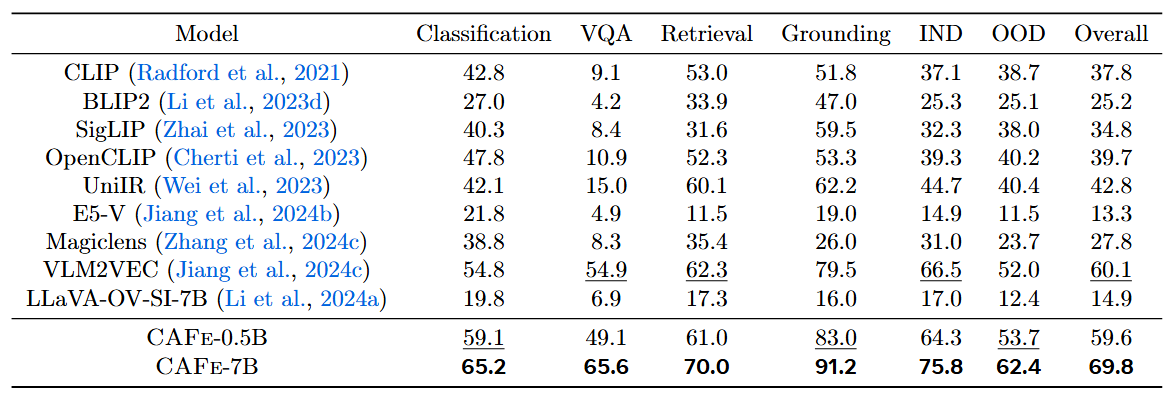 Model Classification VQA Retrieval Grounding IND OOD Overall
CLIP (Radford et al., 2021) 42.8 9.1 53.0 51.8 37.1 38.7 37.8
BLIP2 (Li et al., 2023d) 27.0 4.2 33.9 47.0 25.3 25.1 25.2
SigLIP (Zhai et al., 2023) 40.3 8.4 31.6 59.5 32.3 38.0 34.8
OpenCLIP (Cherti et al., 2023) 47.8 10.9 52.3 53.3 39.3 40.2 39.7
UniIR (Wei et al., 2023) 42.1 15.0 60.1 62.2 44.7 40.4 42.8
E5-V (Jiang et al., 2024b) 21.8 4.9 11.5 19.0 14.9 11.5 13.3
Magiclens (Zhang et al., 2024c) 38.8 8.3 35.4 26.0 31.0 23.7 27.8
VLM2VEC (Jiang et al., 2024c) 54.8 54.9 62.3 79.5 66.5 52.0 60.1
LLaVA-OV-SI-7B (Li et al., 2024a) 19.8 6.9 17.3 16.0 17.0 12.4 14.9
CAFe-0.5B 59.1 49.1 61.0 83.0 64.3 53.7 59.6
CAFe-7B 65.2 65.6 70.0 91.2 75.8 62.4 69.8